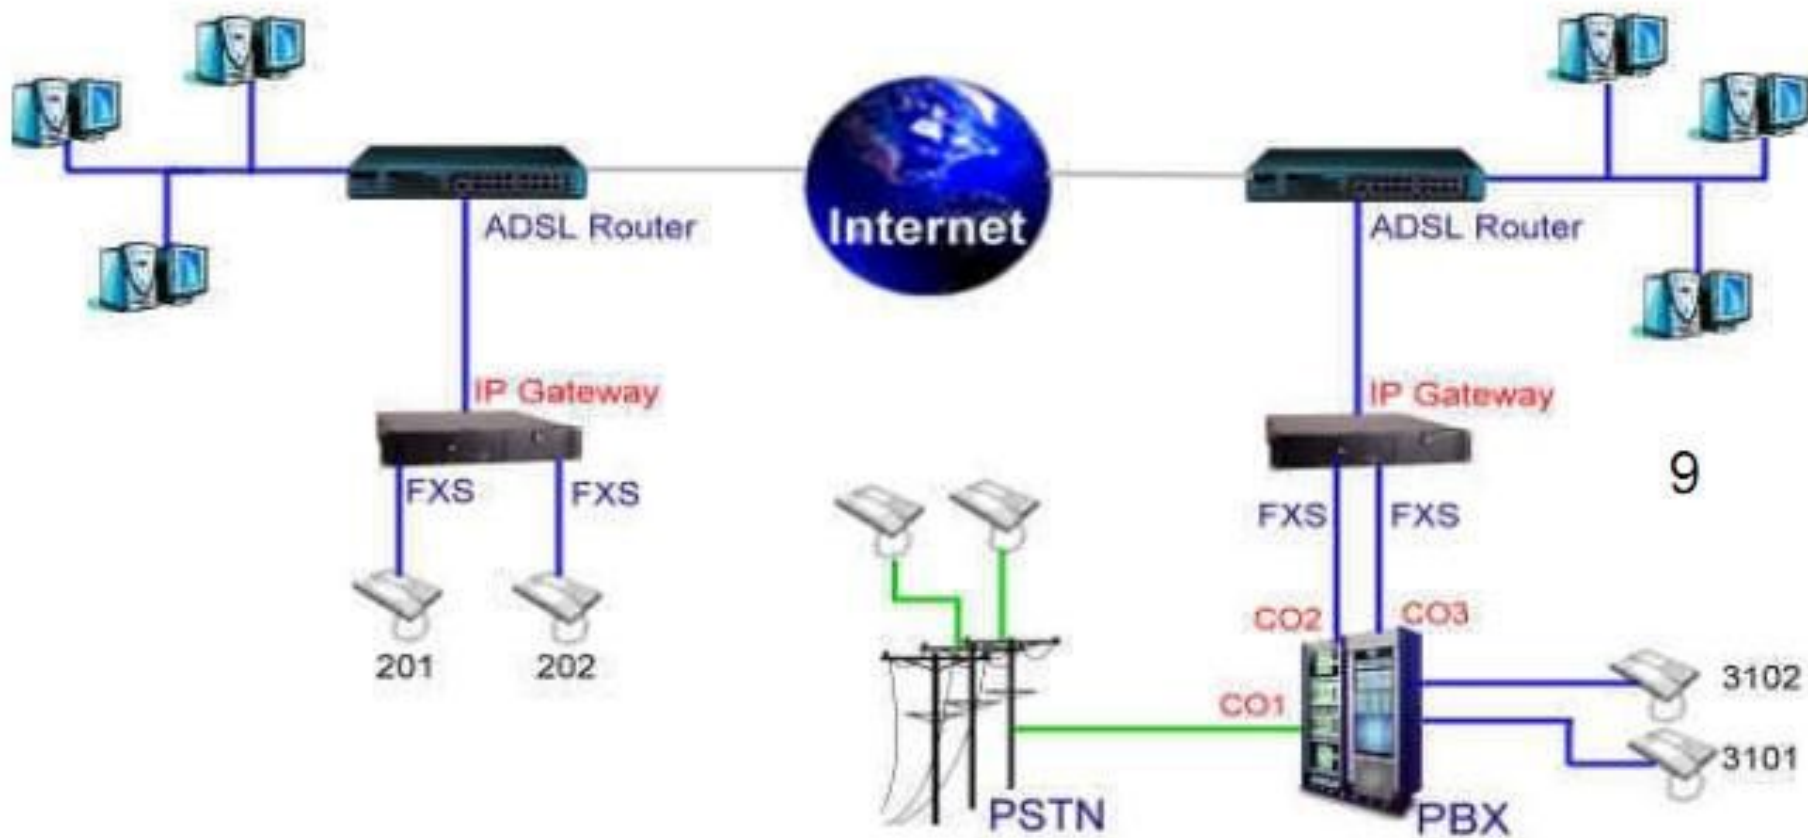 ADSL Router
Internet
ADSL Router
IP Gateway
IP Gateway
9
FXS
FXS
FXS
FXS
CO2
CO3
201
202
3102
CO1
3101
PSTN
PBX